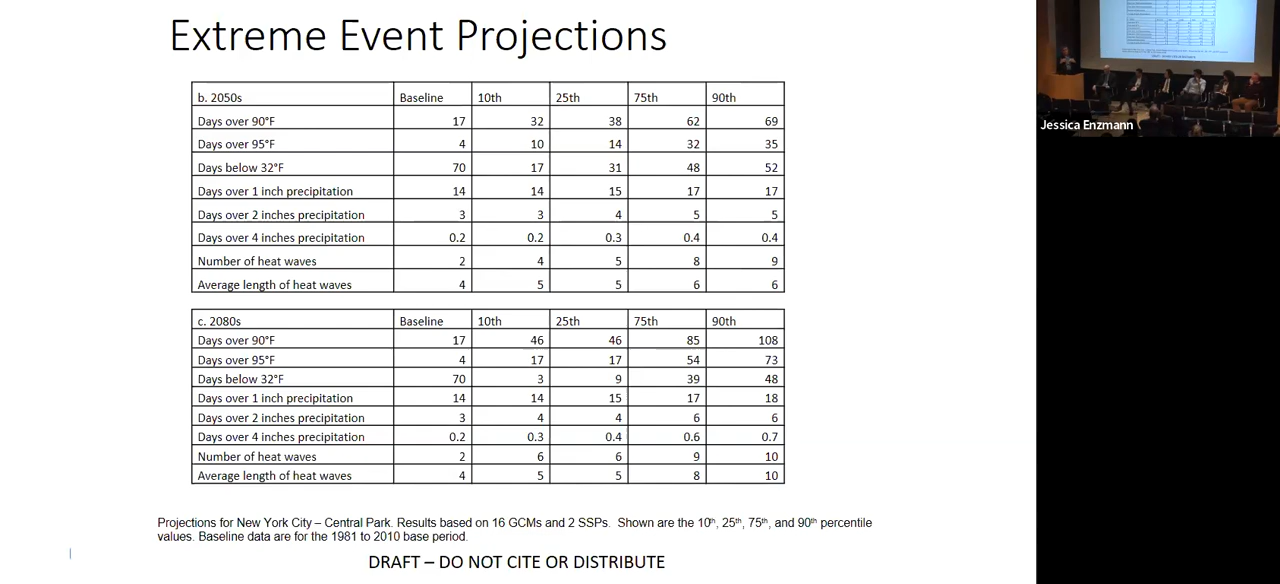 Extreme Event Projections
b. 2050s Baseline 10th 25th 75th 90th
Days over 90°F 17 32 38 62 69
Days over 95°F 4 10 14 32 35
Days below 32°F 70 17 31 48 52
Days over 1 inch precipitation 14 14 15 17 17
Days over 2 inches precipitation 3 3 4 5 5
Days over 4 inches precipitation 0.2 0.2 0.3 0.4 0.4
Number of heat waves 2 4 5 8 9
Average length of heat waves 4 5 5 6 6
c. 2080s Baseline 10th 25th 75th 90th
Days over 90°F 17 46 46 85 108
Days over 95°F 4 17 17 54 73
Days below 32°F 70 3 9 39 48
Days over 1 inch precipitation 14 14 15 17 18
Days over 2 inches precipitation 3 4 4 6 6
Days over 4 inches precipitation 0.2 0.3 0.4 0.6 0.7
Number of heat waves 2 6 6 9 10
Average length of heat waves 4 5 5 8 10
Projections for New York City – Central Park. Results based on 16 GCMs and 2 SSPs. Shown are the 10th, 25th, 75th, and 90th percentile
values. Baseline data are for the 1981 to 2010 base period.
DRAFT – DO NOT CITE OR DISTRIBUTE
Jessica Enzmann